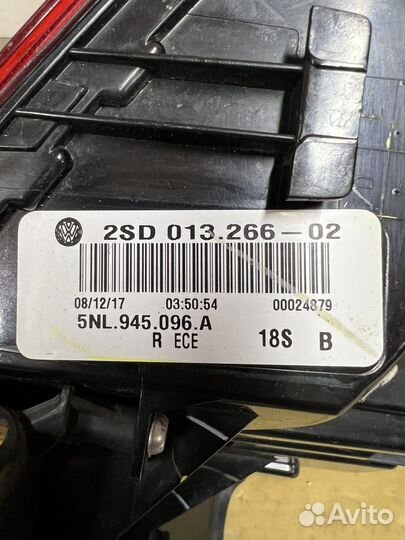 2SD 013.266-02
08/12/17 03:50:54 00024879
5NL.945.096.A
R ECE 18S B
Avito